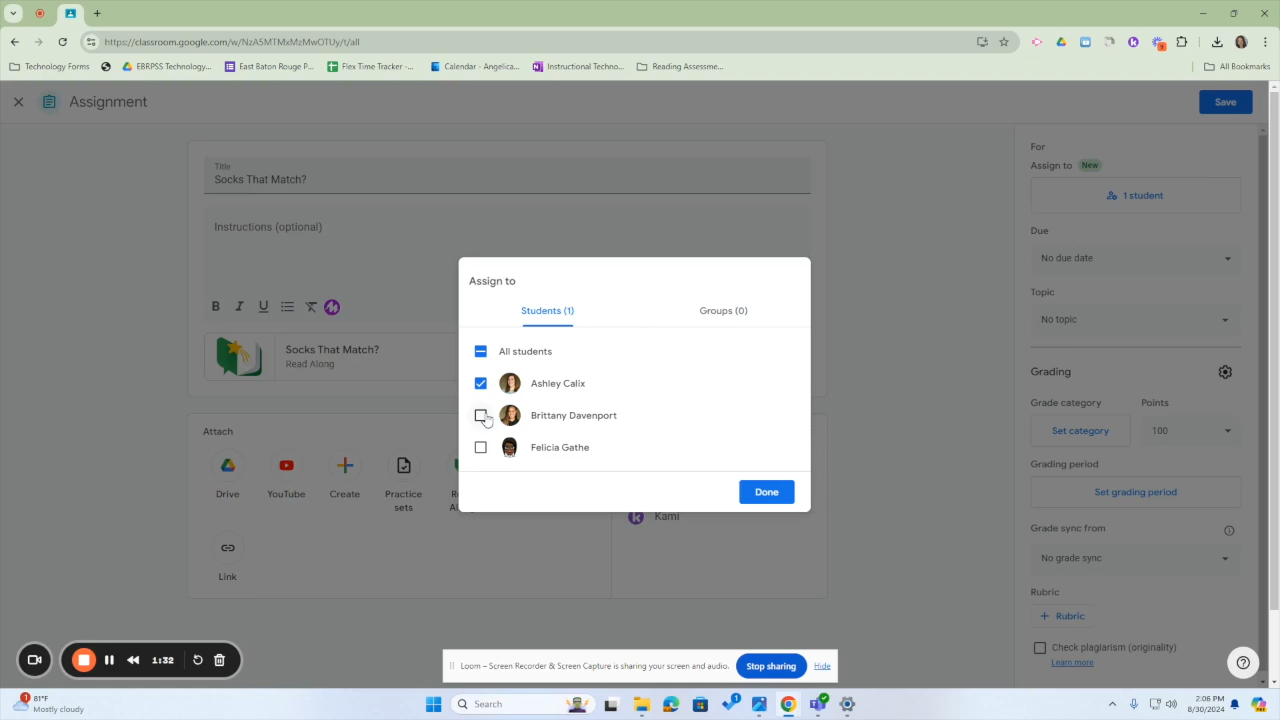 https://classroom.google.com/w/NzA5MTMxMzMwOTUy/t/all
Technology Forms
EBRPSS Technology...
East Baton Rouge P...
Flex Time Tracker -...
Calendar - Angelica...
Instructional Techno...
Reading Assessme...
All Bookmarks
Assignment
Save
Title
Socks That Match?
Instructions (optional)
B I U
Socks That Match?
Read Along
Attach
Drive
YouTube
Create
Practice
sets
Link
Kami
Assign to
Students (1)
Groups (0)
All students
Ashley Calix
Brittany Davenport
Felicia Gathe
Done
For
Assign to New
1 student
Due
No due date
Topic
No topic
Grading
Grade category
Points
Set category
100
Grading period
Set grading period
Grade sync from
No grade sync
Rubric
+ Rubric
Check plagiarism (originality)
Learn more
1:32
Loom – Screen Recorder & Screen Capture is sharing your screen and audio.
Stop sharing
Hide
1
81°F
Mostly cloudy
Search
1
2:06 PM
8/30/2024